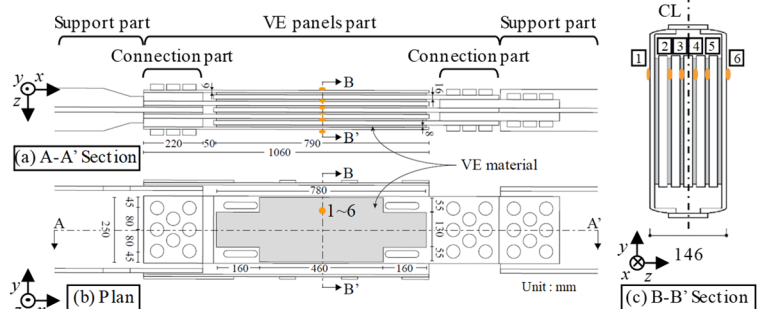 Support part
VE panels part
Support part
Connection part
Connection part
y
x
z
9
B
16
B'
8
(a) A-A' Section
220
50
790
1060
VE material
B
780
A
45
80
80
45
250
1~6
55
130
55
A'
160
460
160
B'
y
x
z
(b) Plan
Unit : mm
CL
1
2
3
4
5
6
y
x
z
146
(c) B-B' Section